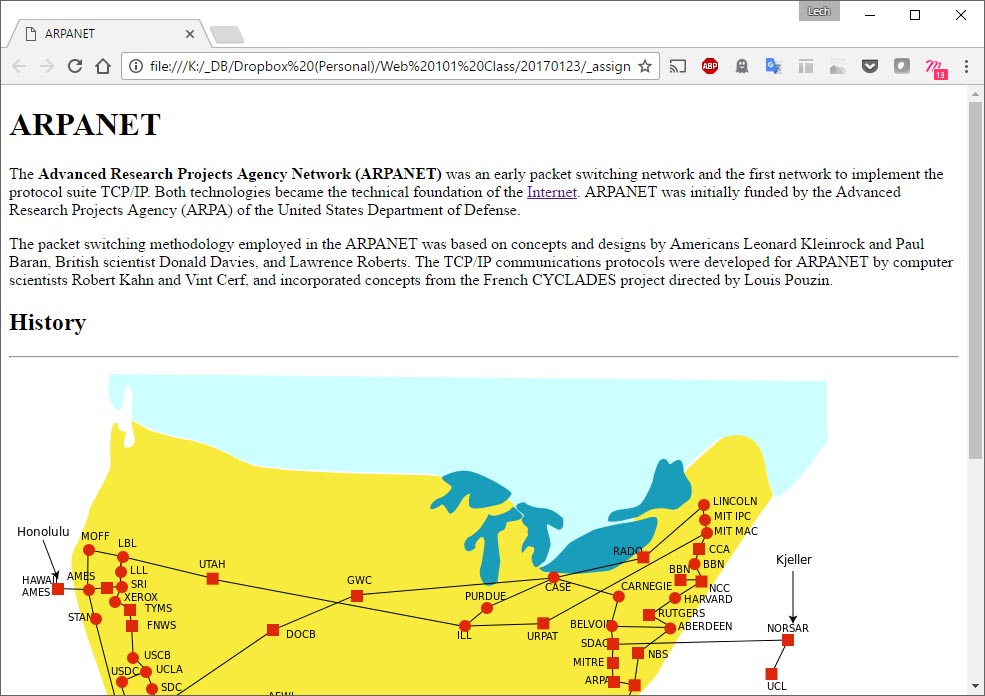 Lech
ARPANET
file:///K:/_DB/Dropbox%20(Personal)/Web%20101%20Class/20170123/_assign
ABP
13
ARPANET
The Advanced Research Projects Agency Network (ARPANET) was an early packet switching network and the first network to implement the
protocol suite TCP/IP. Both technologies became the technical foundation of the Internet. ARPANET was initially funded by the Advanced
Research Projects Agency (ARPA) of the United States Department of Defense.
The packet switching methodology employed in the ARPANET was based on concepts and designs by Americans Leonard Kleinrock and Paul
Baran, British scientist Donald Davies, and Lawrence Roberts. The TCP/IP communications protocols were developed for ARPANET by computer
scientists Robert Kahn and Vint Cerf, and incorporated concepts from the French CYCLADES project directed by Louis Pouzin.
History
LINCOLN
MIT IPC
Honolulu
MOFF
MIT MAC
LBL
RADC
CCA
Kjeller
UTAH
BBN
LLL
BBN
HAWAII
AMES
GWC
SRI
CASE
CARNEGIE
NCC
AMES
XEROX
PURDUE
HARVARD
TYMS
RUTGERS
STAN
FNWS
DOCB
ILL
URPAT
BELVOIR
ABERDEEN
NORSAR
SDAC
USCB
NBS
MITRE
USDC
UCLA
ARPA
SDC
UCL
AFWL